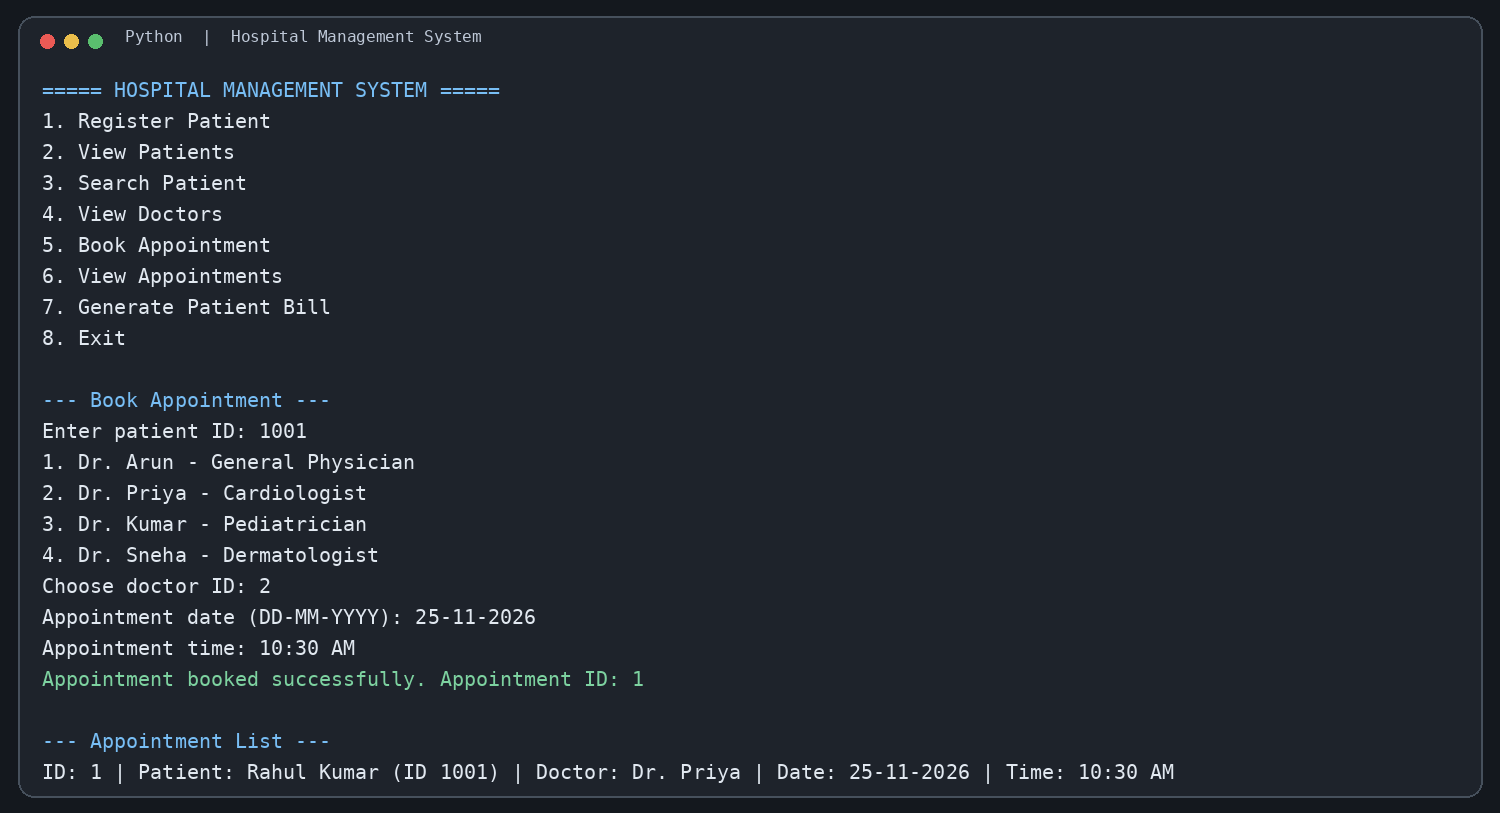 Python  |  Hospital Management System
===== HOSPITAL MANAGEMENT SYSTEM =====
1. Register Patient
2. View Patients
3. Search Patient
4. View Doctors
5. Book Appointment
6. View Appointments
7. Generate Patient Bill
8. Exit
--- Book Appointment ---
Enter patient ID: 1001
1. Dr. Arun - General Physician
2. Dr. Priya - Cardiologist
3. Dr. Kumar - Pediatrician
4. Dr. Sneha - Dermatologist
Choose doctor ID: 2
Appointment date (DD-MM-YYYY): 25-11-2026
Appointment time: 10:30 AM
Appointment booked successfully. Appointment ID: 1
--- Appointment List ---
ID: 1 | Patient: Rahul Kumar (ID 1001) | Doctor: Dr. Priya | Date: 25-11-2026 | Time: 10:30 AM